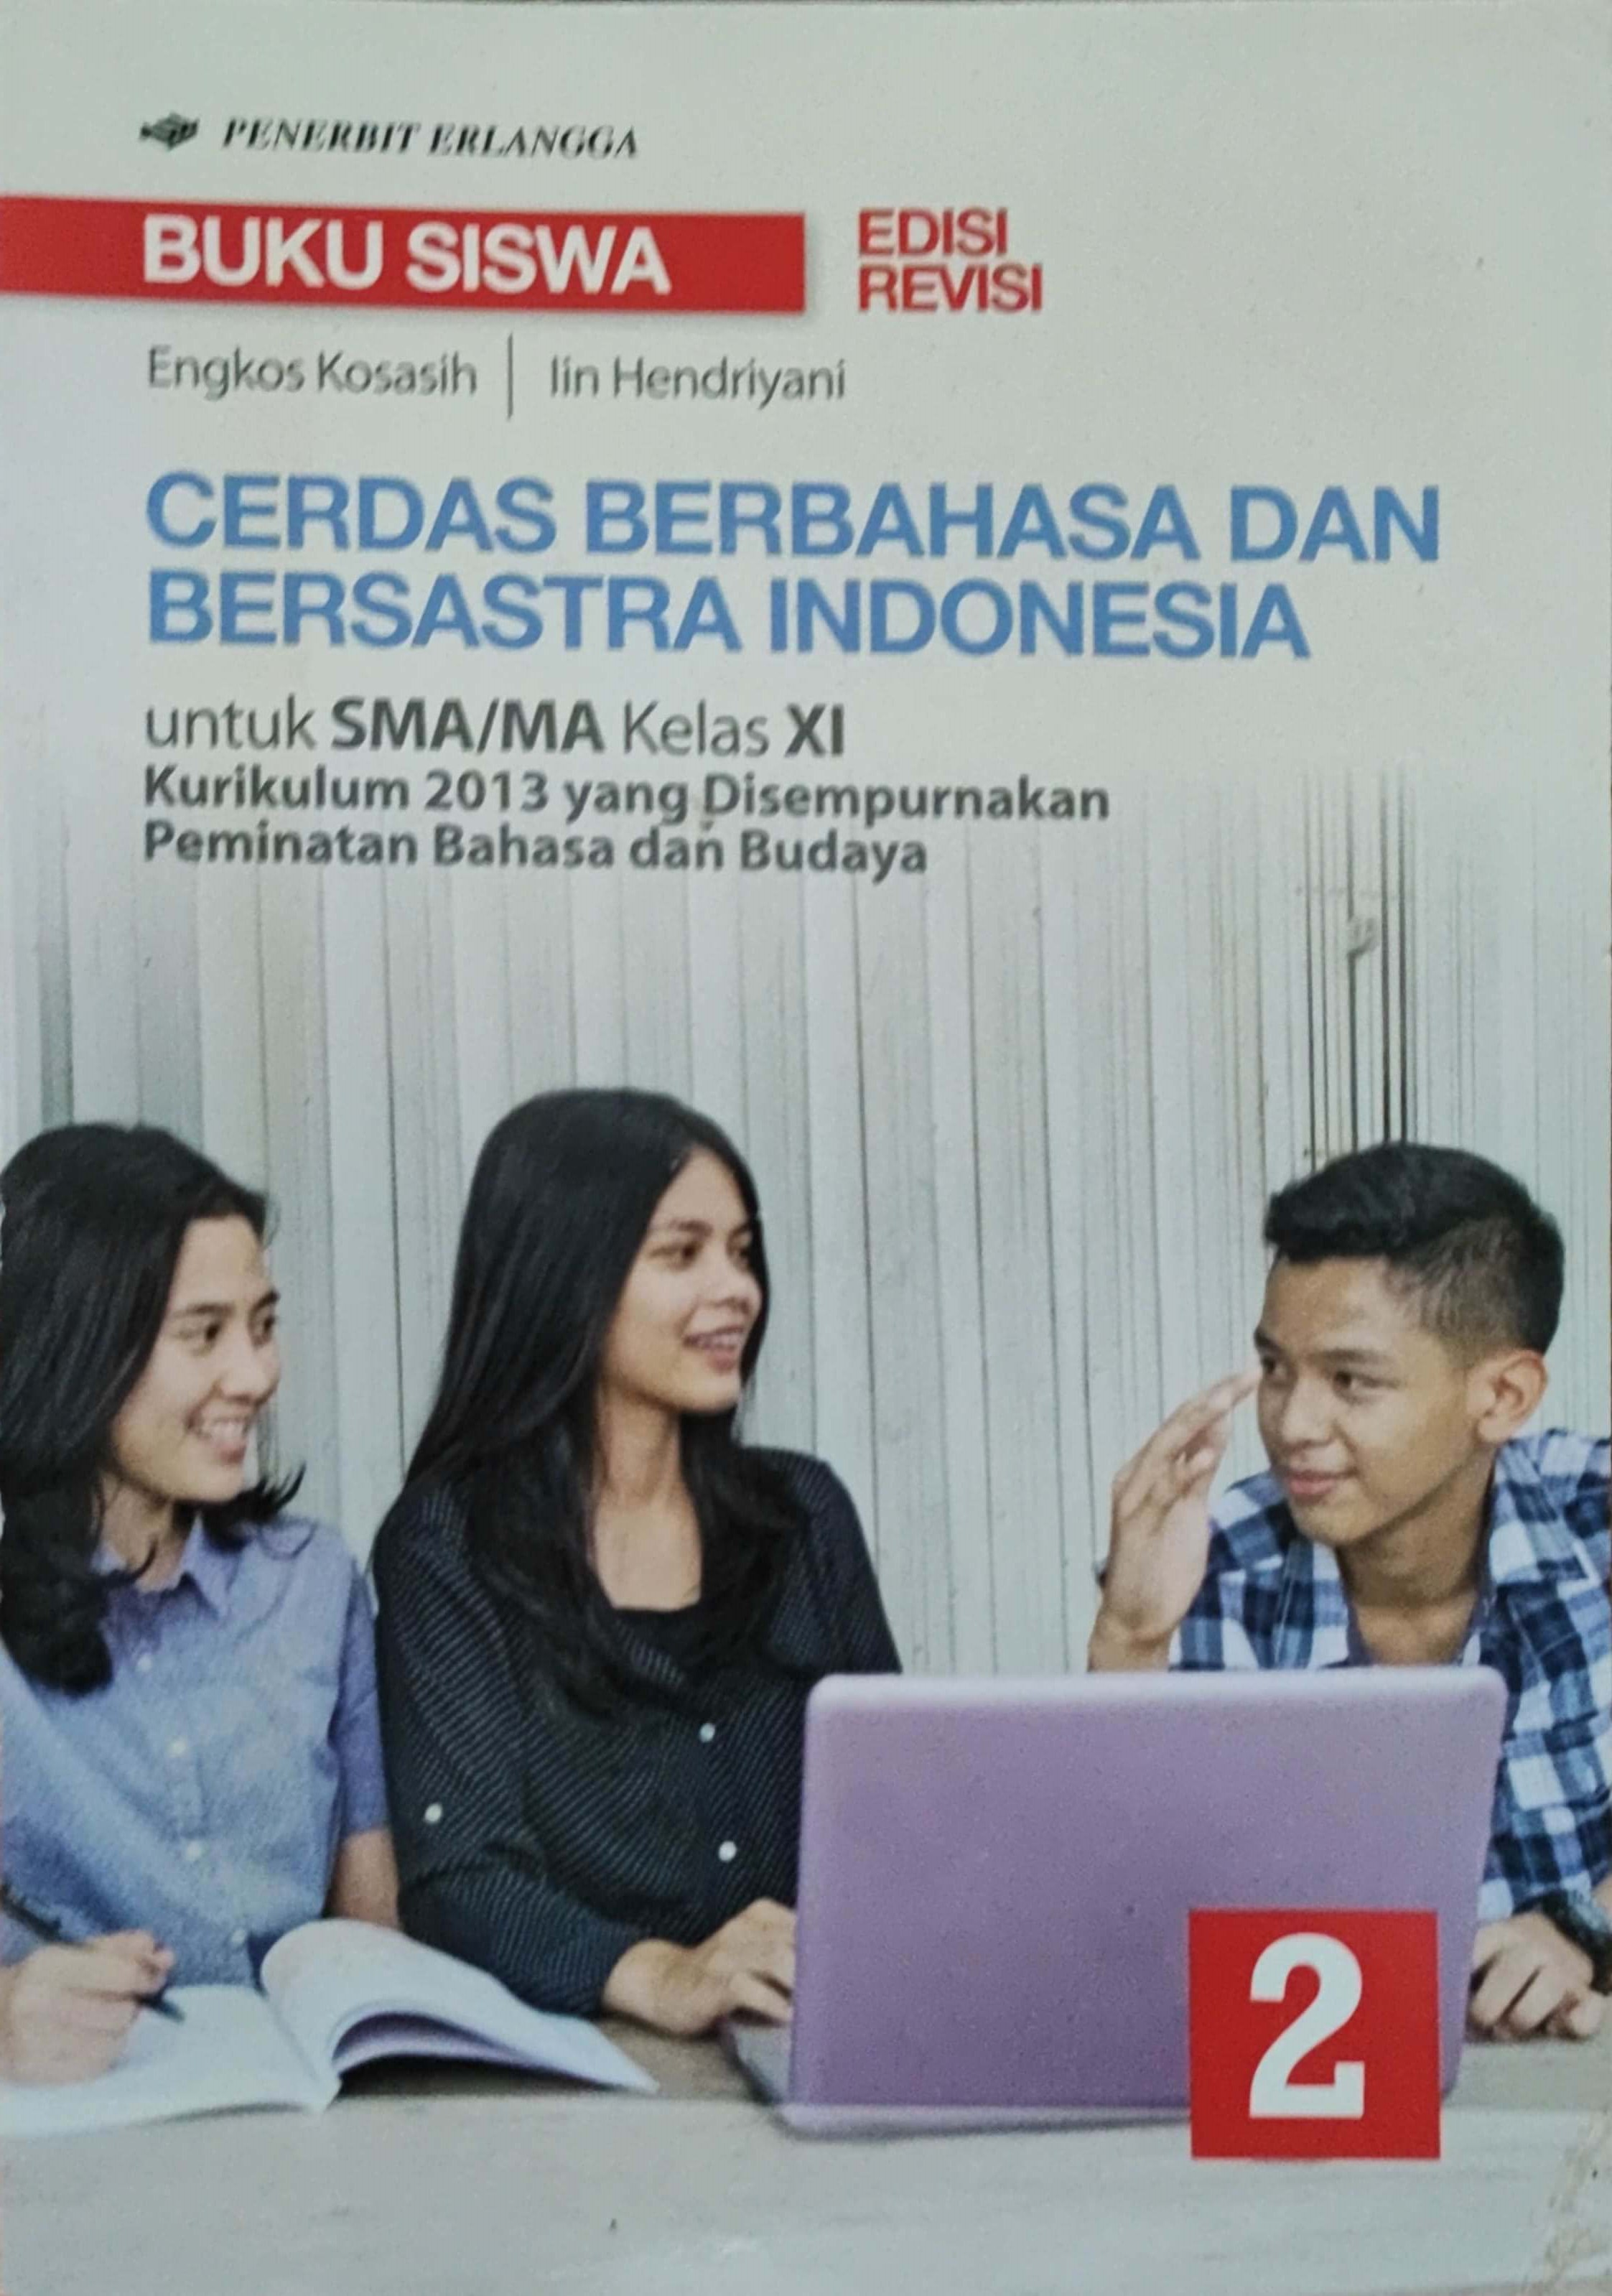 PENERBIT ERLANGGA
BUKU SISWA
EDISI
REVISI
Engkos Kosasih | Iin Hendriyani
CERDAS BERBAHASA DAN
BERSASTRA INDONESIA
untuk SMA/MA Kelas XI
Kurikulum 2013 yang Disempurnakan
Peminatan Bahasa dan Budaya
2